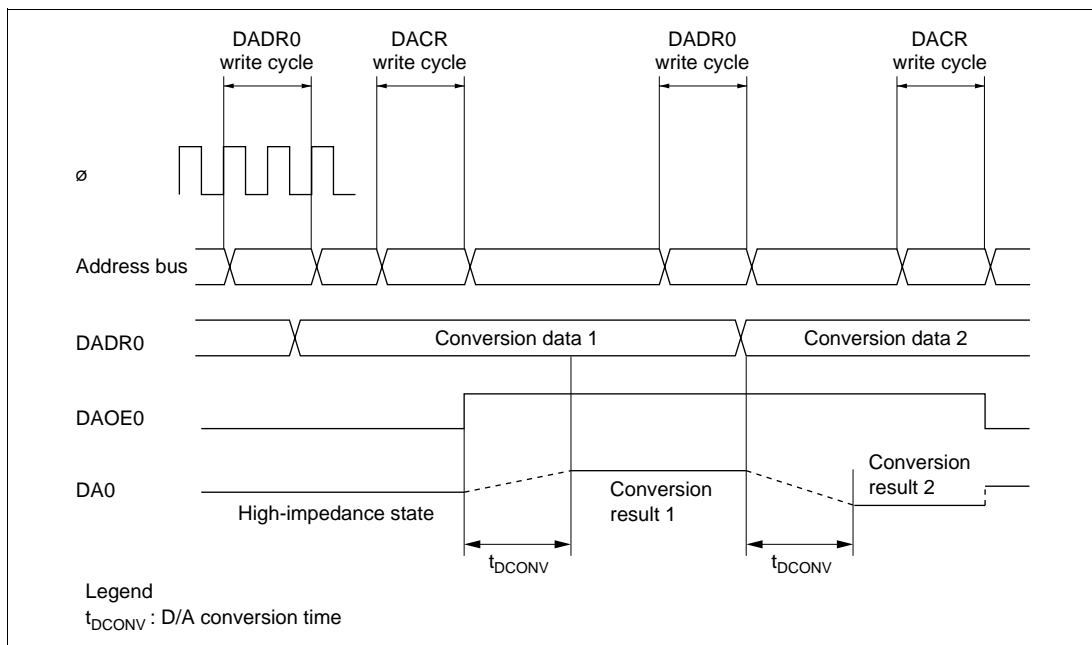 DADR0
write cycle
DACR
write cycle
DADR0
write cycle
DACR
write cycle
ø
Address bus
DADR0
Conversion data 1
Conversion data 2
DAOE0
DA0
High-impedance state
Conversion
result 1
Conversion
result 2
tDCONV
tDCONV
Legend
tDCONV : D/A conversion time